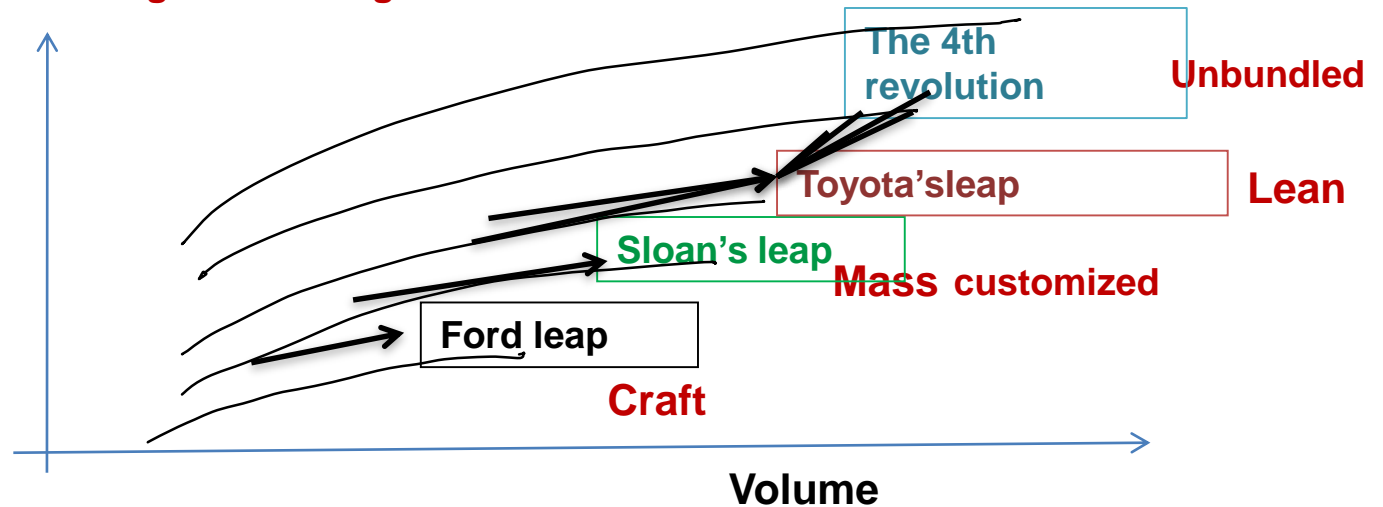 The 4th
revolution
Unbundled
Toyota'sleap
Lean
Sloan's leap
Mass customized
Ford leap
Craft
Volume